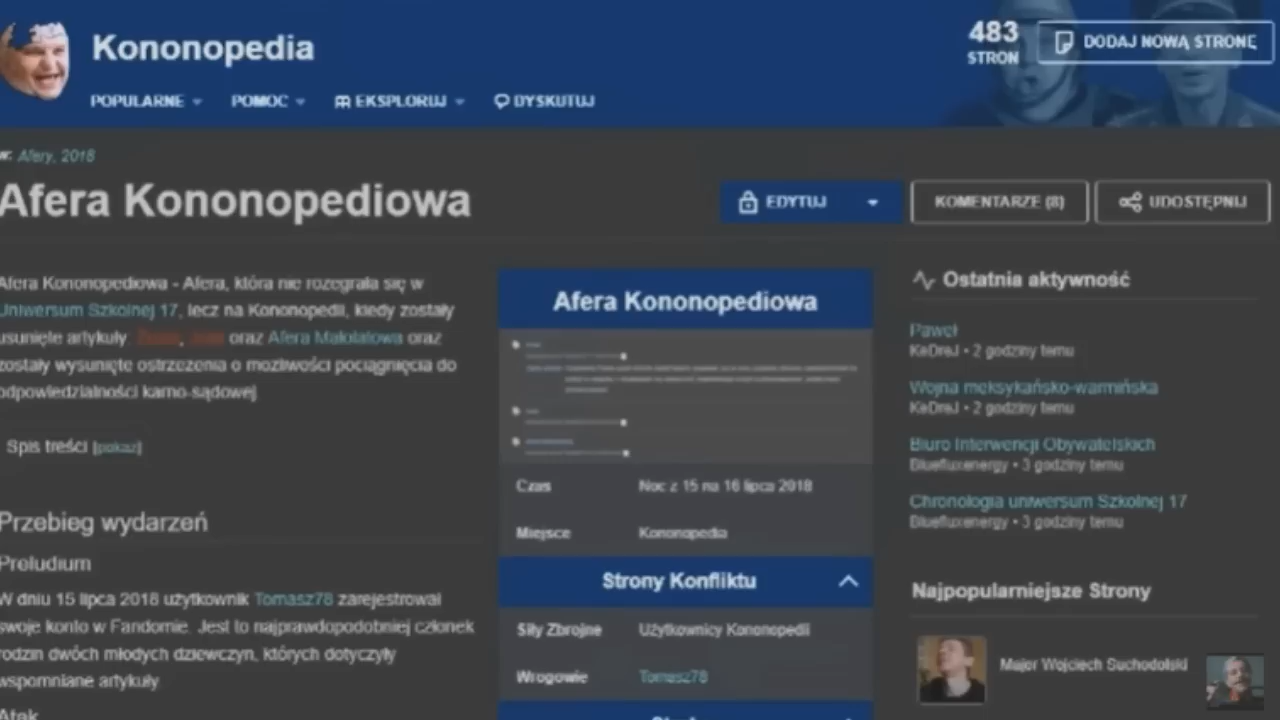 Kononopedia
483
STRON
DODAJ NOWĄ STRONĘ
POPULARNE
POMOC
EKSPLORUJ
DYSKUTUJ
w: Afery, 2018
Afera Kononopediowa
EDYTUJ
KOMENTARZE (8)
UDOSTĘPNIJ
Afera Kononopediowa - Afera, która nie rozegrała się w
Uniwersum Szkolnej 17, lecz na Kononopedii, kiedy zostały
usunięte artykuły: , oraz Afera Małolatowa oraz
zostały wysunięte ostrzeżenia o możliwości pociągnięcia do
odpowiedzialności karno-sądowej
Spis treści [pokaż]
Przebieg wydarzeń
Preludium
W dniu 15 lipca 2018 użytkownik Tomasz78 zarejestrował
swoje konto w Fandomie. Jest to najprawdopodobniej członek
rodzin dwóch młodych dziewczyn, których dotyczyły
wspomniane artykuły
Atak
Afera Kononopediowa
Czas
Noc z 15 na 16 lipca 2018
Miejsce
Kononopedia
Strony Konfliktu
Siły Zbrojne
Użytkownicy Kononopedii
Wrogowie
Tomasz78
Ostatnia aktywność
Paweł
KeDreJ • 2 godziny temu
Wojna meksykańsko-warmińska
KeDreJ • 2 godziny temu
Biuro Interwencji Obywatelskich
Bluefluxenergy • 3 godziny temu
Chronologia uniwersum Szkolnej 17
Bluefluxenergy • 3 godziny temu
Najpopularniejsze Strony
Major Wojciech Suchodolski